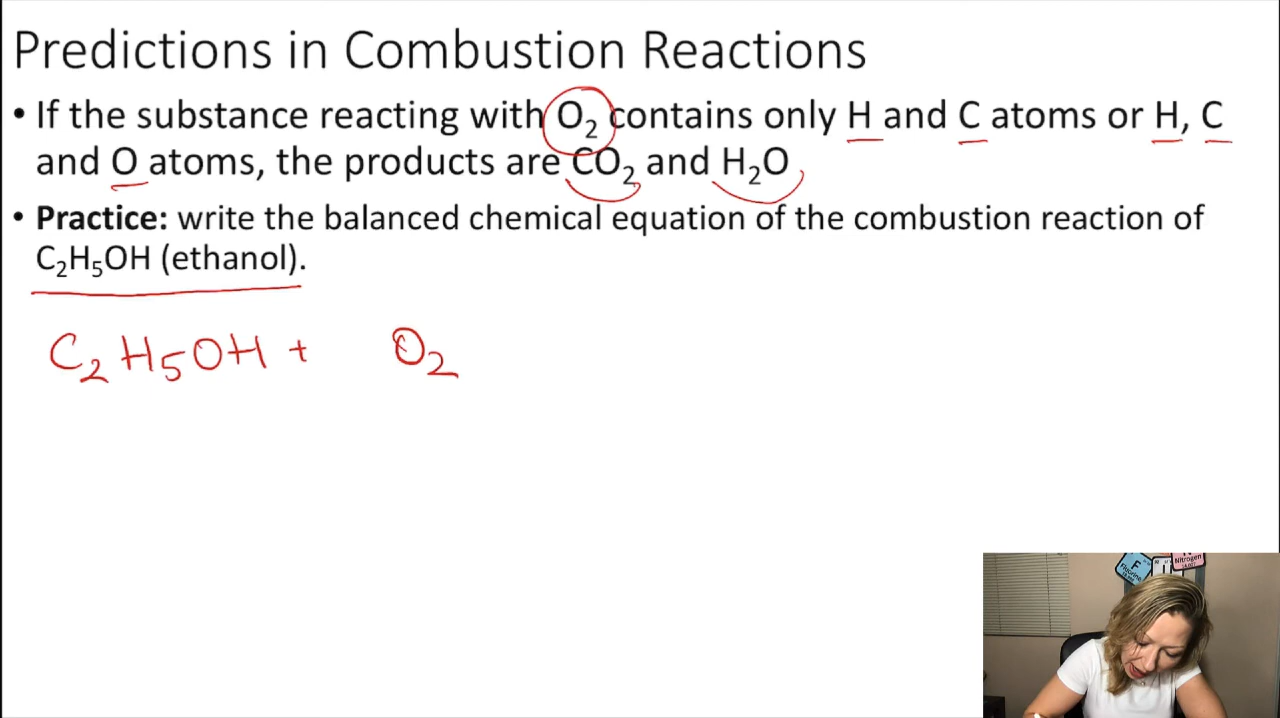 Predictions in Combustion Reactions
• If the substance reacting with O₂ contains only H and C atoms or H, C
and O atoms, the products are CO₂ and H₂O
• Practice: write the balanced chemical equation of the combustion reaction of
C₂H₅OH (ethanol).
C₂H₅OH + O₂
Nitrogen
F
Fluorine